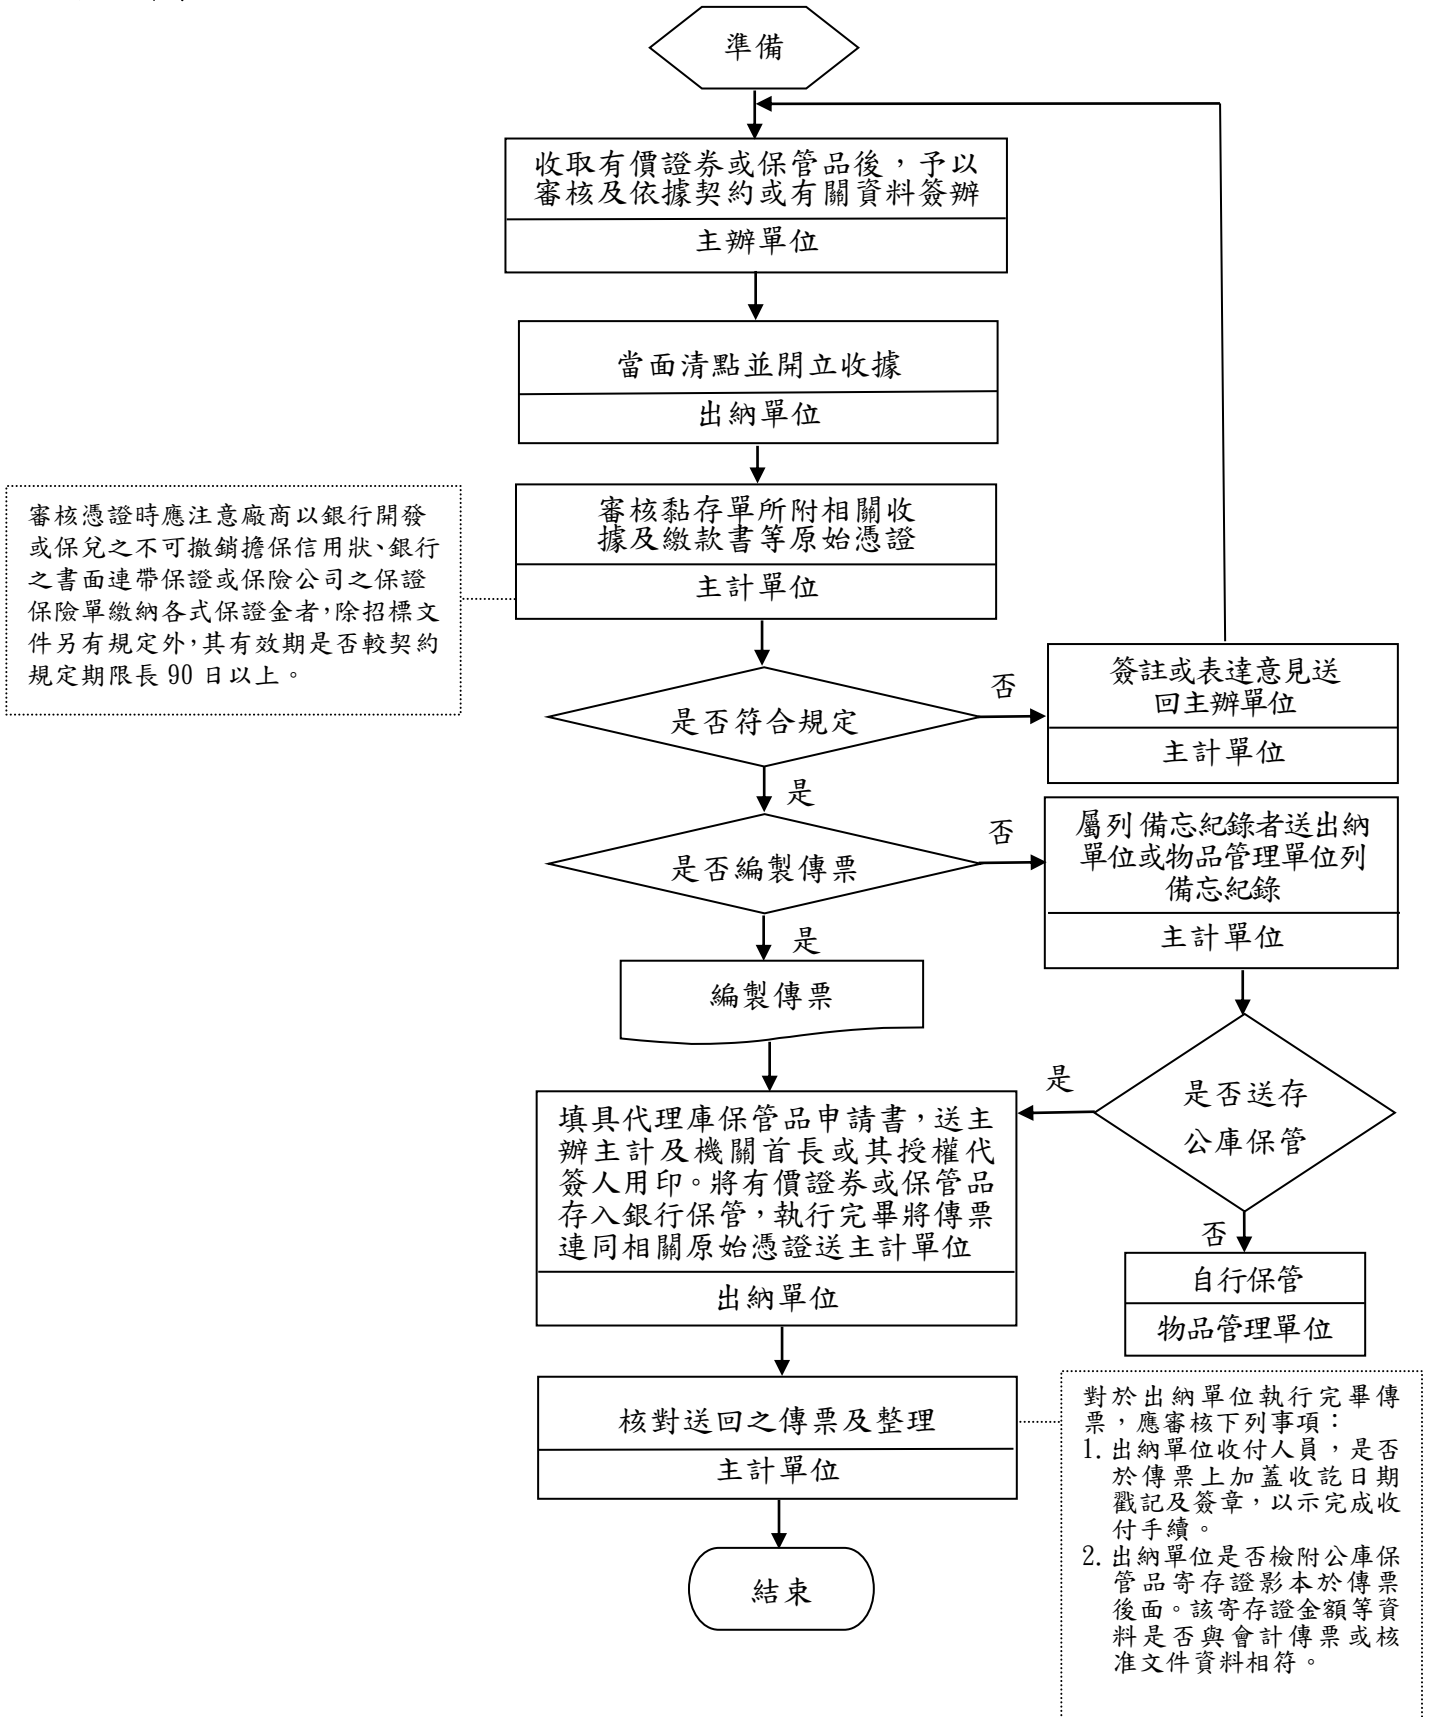 準備
收取有價證券或保管品後，予以
審核及依據契約或有關資料簽辦
主辦單位
當面清點並開立收據
出納單位
審核憑證時應注意廠商以銀行開發
或保兌之不可撤銷擔保信用狀、銀行
之書面連帶保證或保險公司之保證
保險單繳納各式保證金者，除招標文
件另有規定外，其有效期是否較契約
規定期限長 90 日以上。
審核黏存單所附相關收
據及繳款書等原始憑證
主計單位
是否符合規定
否
簽註或表達意見送
回主辦單位
主計單位
是
是否編製傳票
否
屬列備忘紀錄者送出納
單位或物品管理單位列
備忘紀錄
主計單位
是
編製傳票
是否送存
公庫保管
是
填具代理庫保管品申請書，送主
辦主計及機關首長或其授權代
簽人用印。將有價證券或保管品
存入銀行保管，執行完畢將傳票
連同相關原始憑證送主計單位
出納單位
否
自行保管
物品管理單位
核對送回之傳票及整理
主計單位
對於出納單位執行完畢傳
票，應審核下列事項：
1. 出納單位收付人員，是否
於傳票上加蓋收訖日期
戳記及簽章，以示完成收
付手續。
2. 出納單位是否檢附公庫保
管品寄存證影本於傳票
後面。該寄存證金額等資
料是否與會計傳票或核
准文件資料相符。
結束